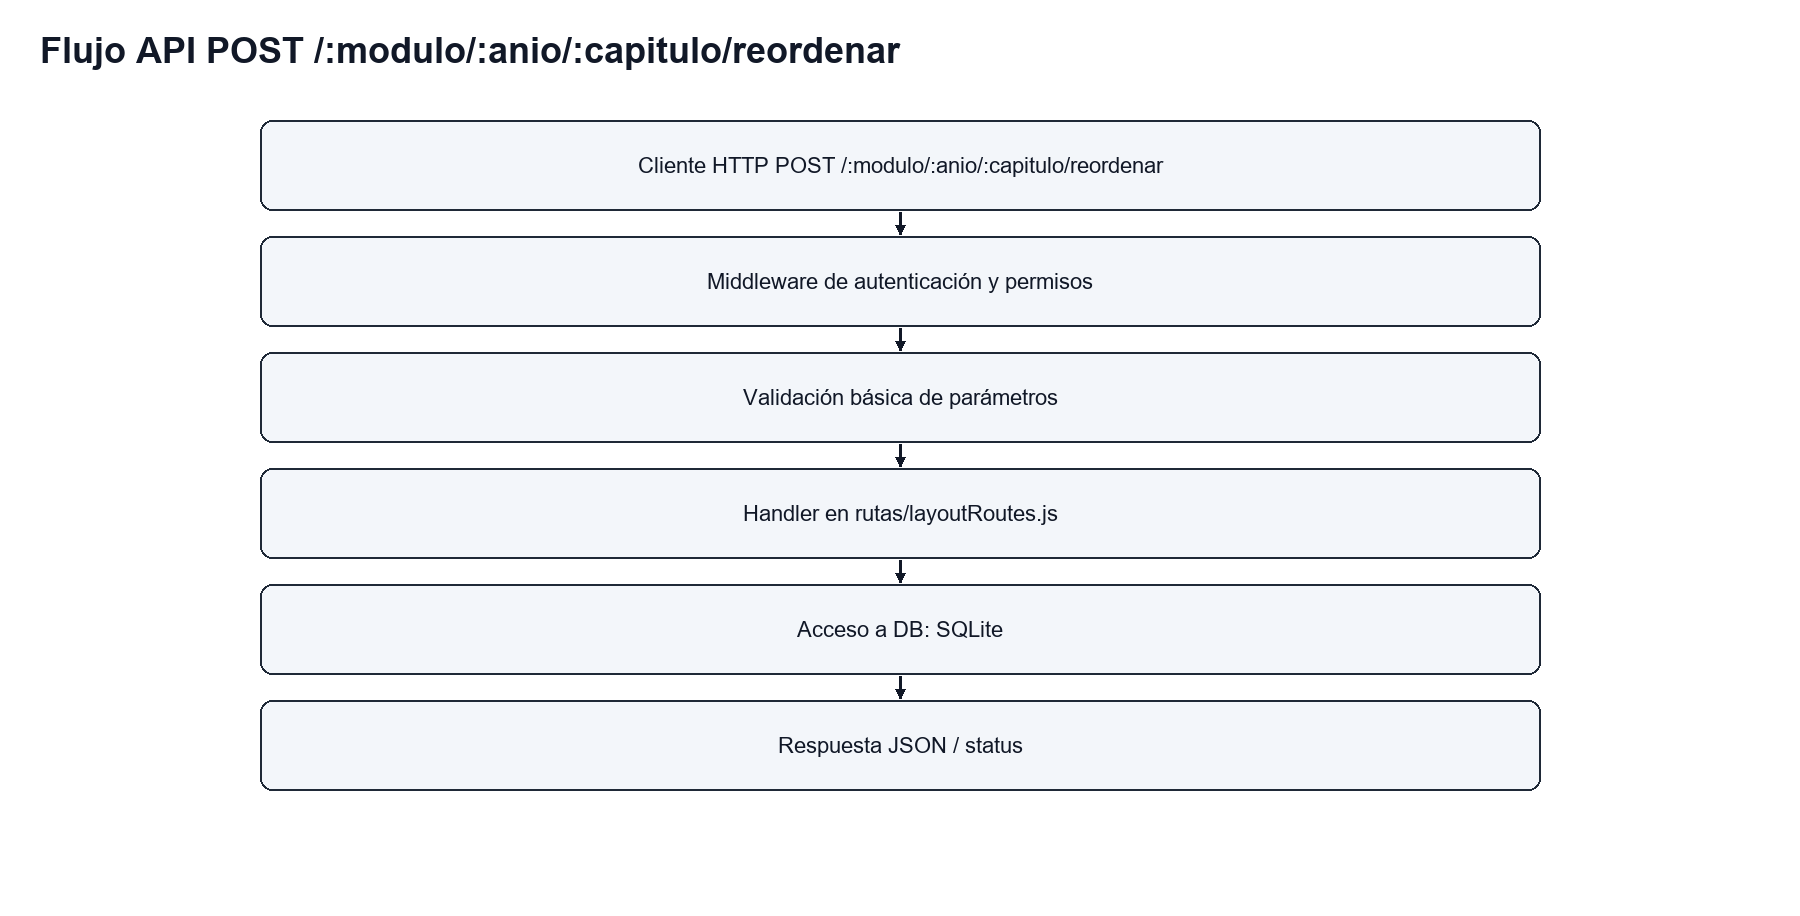 Flujo API POST /:modulo/:anio/:capitulo/reordenar
Cliente HTTP POST /:modulo/:anio/:capitulo/reordenar
Middleware de autenticación y permisos
Validación básica de parámetros
Handler en rutas/layoutRoutes.js
Acceso a DB: SQLite
Respuesta JSON / status